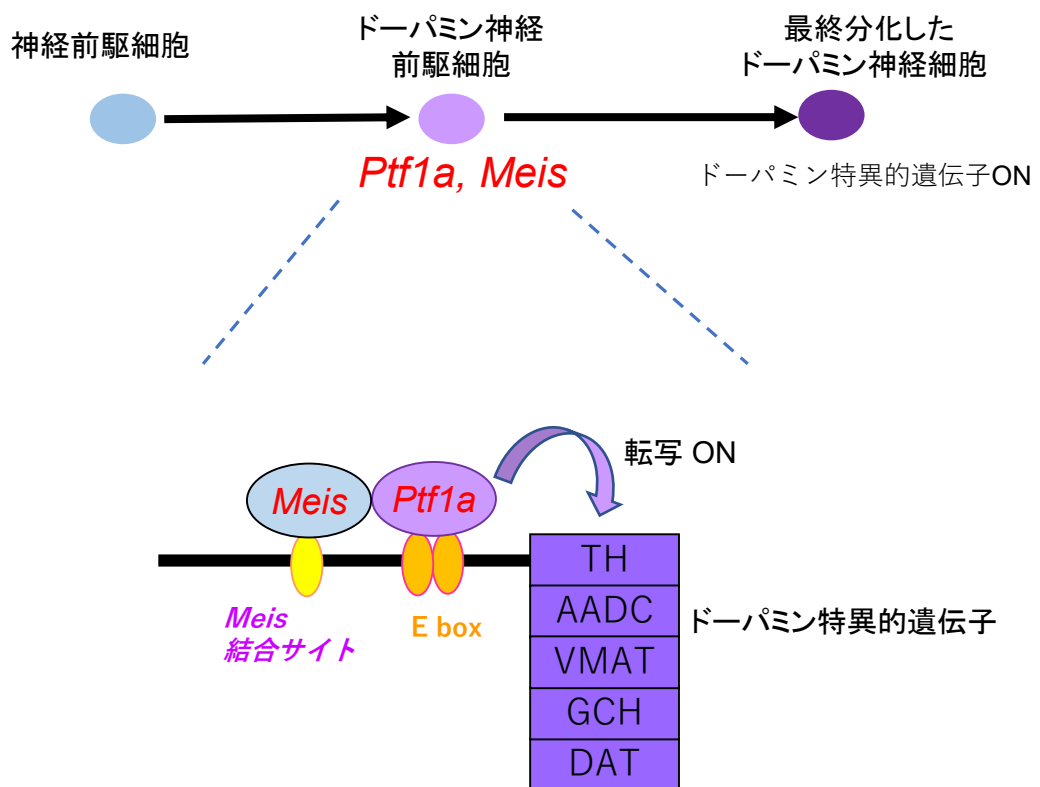 神経前駆細胞
ドーパミン神経
前駆細胞
最終分化した
ドーパミン神経細胞
Ptf1a, Meis
ドーパミン特異的遺伝子ON
転写 ON
Meis
Ptf1a
Meis
結合サイト
E box
TH
AADC
VMAT
GCH
DAT
ドーパミン特異的遺伝子